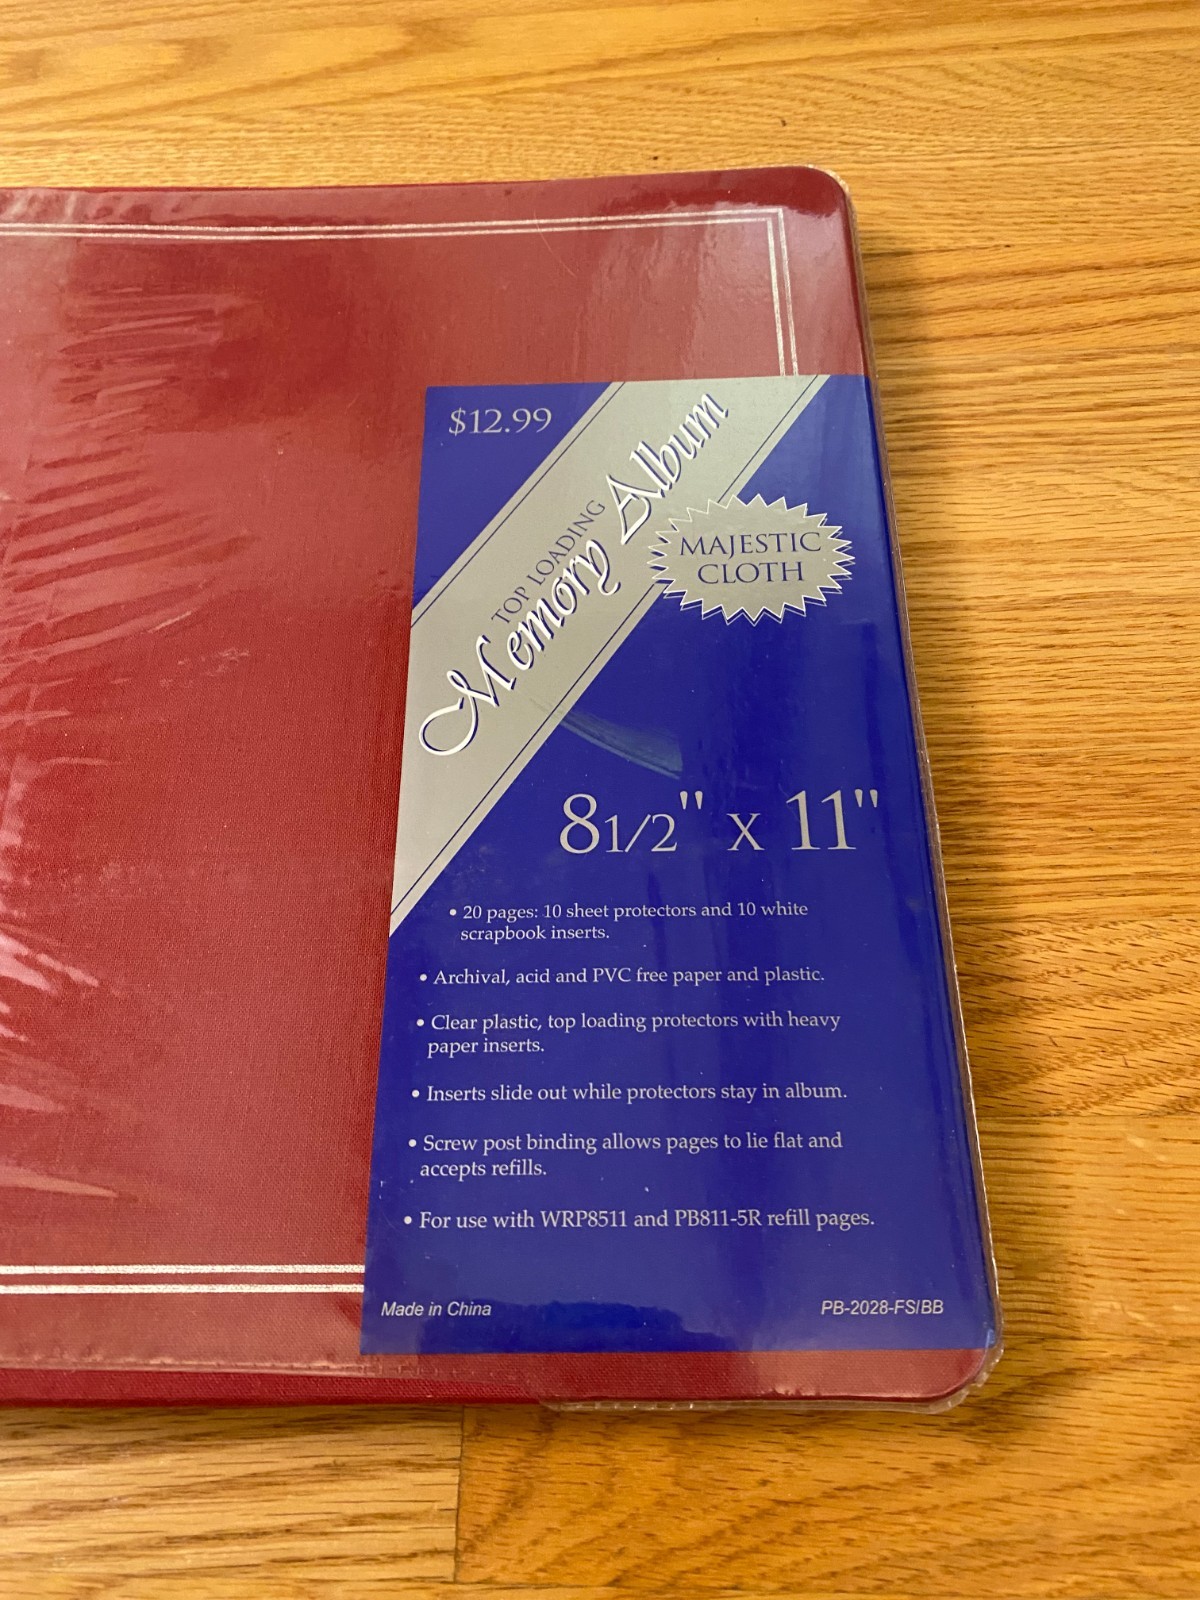 $12.99
TOP LOADING
Memory Album
MAJESTIC
CLOTH
8 1/2" x 11"
• 20 pages: 10 sheet protectors and 10 white
scrapbook inserts.
• Archival, acid and PVC free paper and plastic.
• Clear plastic, top loading protectors with heavy
paper inserts.
• Inserts slide out while protectors stay in album.
• Screw post binding allows pages to lie flat and
accepts refills.
• For use with WRP8511 and PB811-5R refill pages.
Made in China
PB-2028-FS/BB